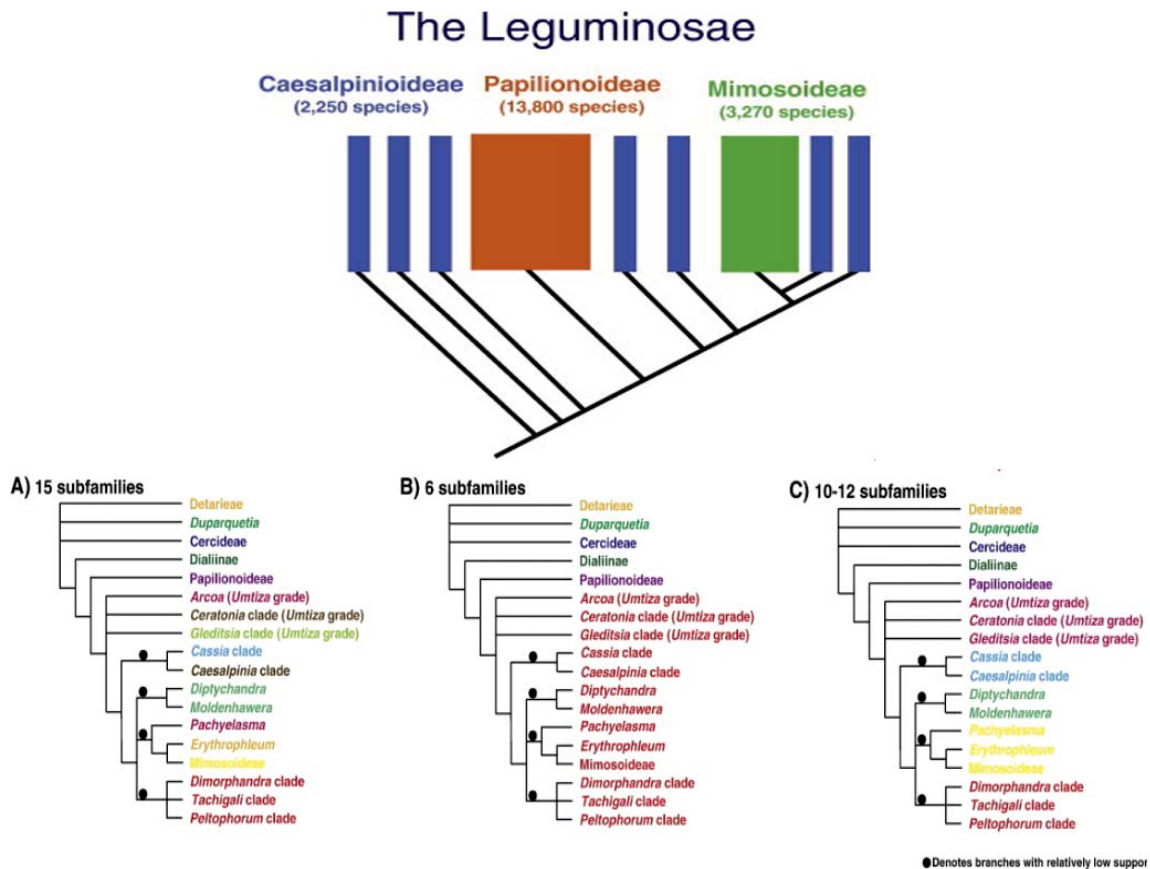 The Leguminosae
Caesalpinioideae
(2,250 species)
Papilionoideae
(13,800 species)
Mimosoideae
(3,270 species)
A) 15 subfamilies
Detarieae
Duparquetia
Cercideae
Dialiinae
Papilionoideae
Arcoa (Umtiza grade)
Ceratonia clade (Umtiza grade)
Gleditsia clade (Umtiza grade)
Cassia clade
Caesalpinia clade
Diptychandra
Moldenhawera
Pachyelasma
Erythrophleum
Mimosoideae
Dimorphandra clade
Tachigali clade
Peltophorum clade
B) 6 subfamilies
Detarieae
Duparquetia
Cercideae
Dialiinae
Papilionoideae
Arcoa (Umtiza grade)
Ceratonia clade (Umtiza grade)
Gleditsia clade (Umtiza grade)
Cassia clade
Caesalpinia clade
Diptychandra
Moldenhawera
Pachyelasma
Erythrophleum
Mimosoideae
Dimorphandra clade
Tachigali clade
Peltophorum clade
C) 10-12 subfamilies
Detarieae
Duparquetia
Cercideae
Dialiinae
Papilionoideae
Arcoa (Umtiza grade)
Ceratonia clade (Umtiza grade)
Gleditsia clade (Umtiza grade)
Cassia clade
Caesalpinia clade
Diptychandra
Moldenhawera
Pachyelasma
Erythrophleum
Mimosoideae
Dimorphandra clade
Tachigali clade
Peltophorum clade
Denotes branches with relatively low suppor